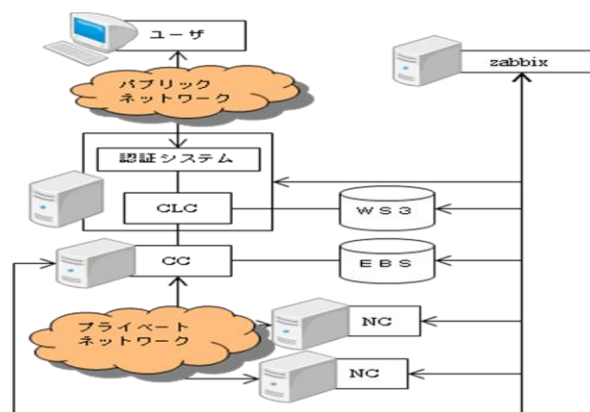 ユーザ
zabbix
パブリック
ネットワーク
認証システム
CLC
WS3
CC
EBS
プライベート
ネットワーク
NC
NC